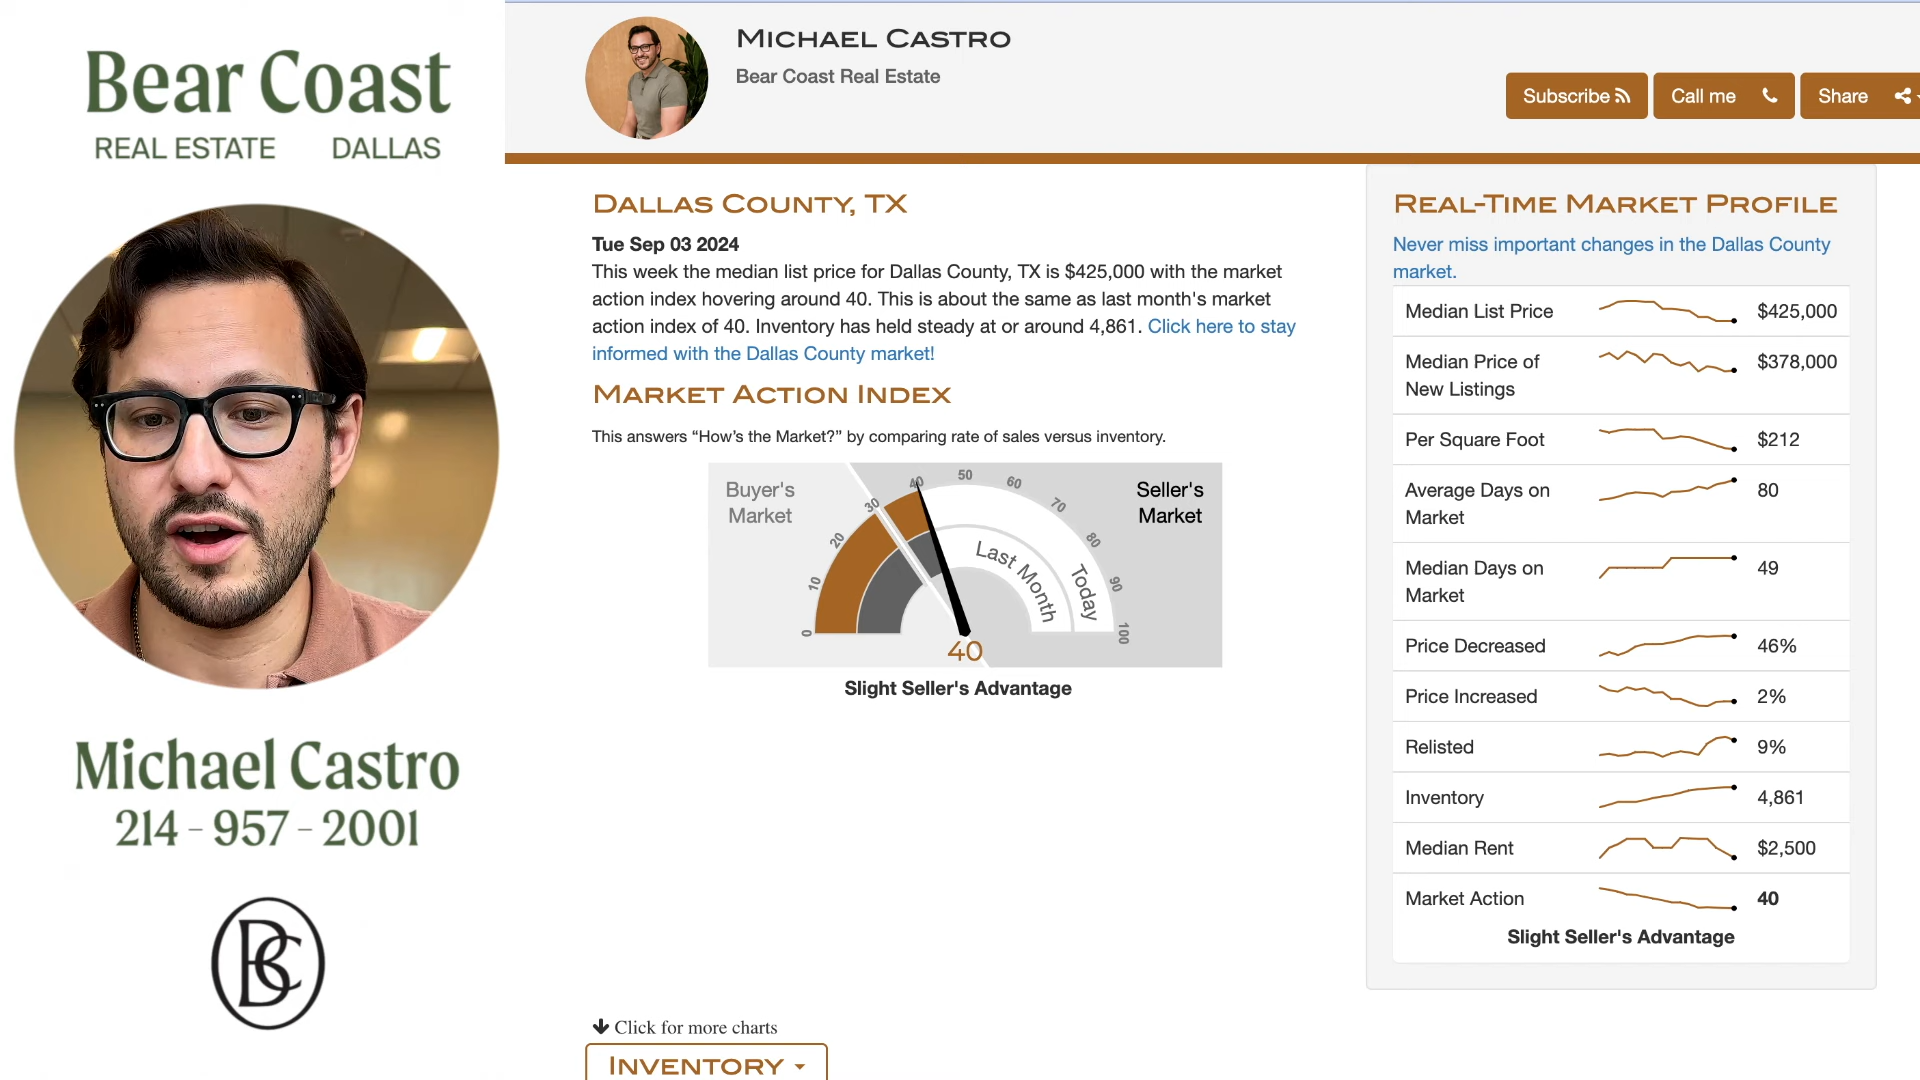 Bear Coast
REAL ESTATE DALLAS
Michael Castro
214 - 957 - 2001
BC
MICHAEL CASTRO
Bear Coast Real Estate
Subscribe
Call me
Share
DALLAS COUNTY, TX
Tue Sep 03 2024
This week the median list price for Dallas County, TX is $425,000 with the market
action index hovering around 40. This is about the same as last month's market
action index of 40. Inventory has held steady at or around 4,861. Click here to stay
informed with the Dallas County market!
MARKET ACTION INDEX
This answers “How’s the Market?” by comparing rate of sales versus inventory.
Buyer's
Market
Seller's
Market
0
10
20
30
40
50
60
70
80
90
100
Last Month
Today
40
Slight Seller's Advantage
Click for more charts
INVENTORY
REAL-TIME MARKET PROFILE
Never miss important changes in the Dallas County
market.
Median List Price $425,000
Median Price of
New Listings $378,000
Per Square Foot $212
Average Days on
Market 80
Median Days on
Market 49
Price Decreased 46%
Price Increased 2%
Relisted 9%
Inventory 4,861
Median Rent $2,500
Market Action 40
Slight Seller's Advantage